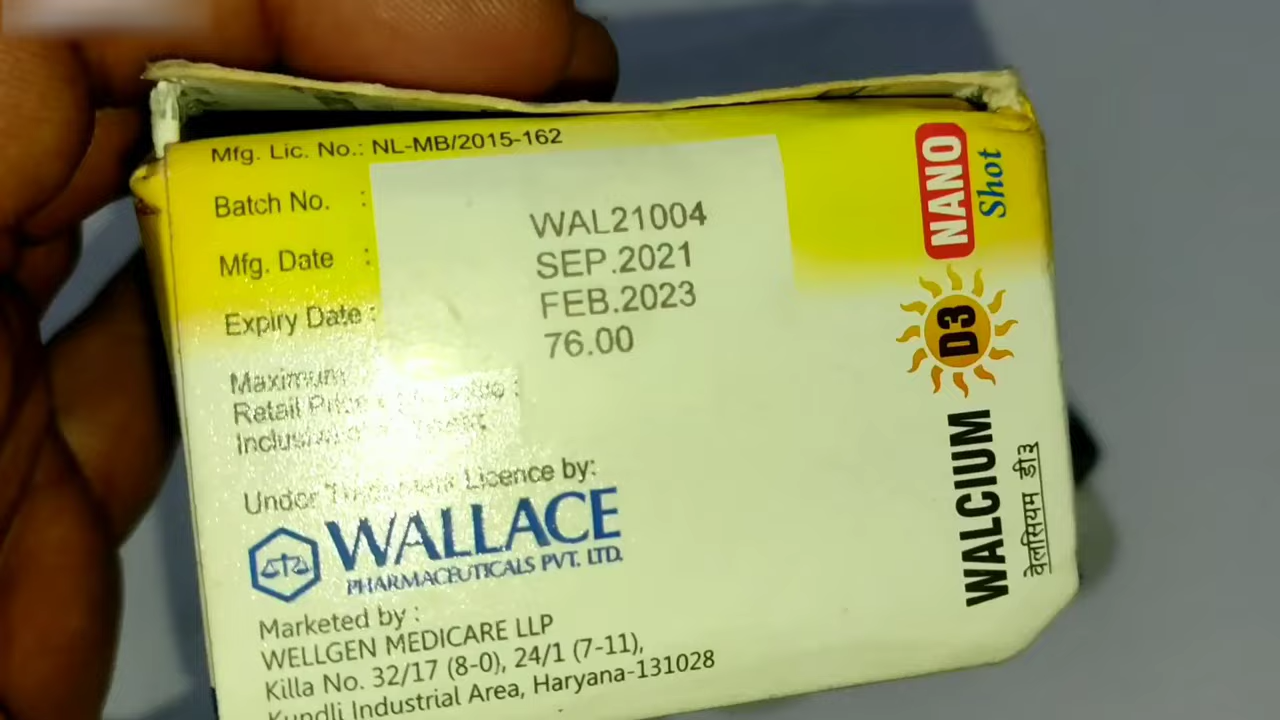 Mfg. Lic. No.: NL-MB/2015-162
Batch No. : WAL21004
Mfg. Date : SEP.2021
Expiry Date : FEB.2023
76.00
Maximum
Retail
:
Under Licence by:
WALLACE
PHARMACEUTICALS PVT. LTD.
Marketed by :
WELLGEN MEDICARE LLP
Killa No. 32/17 (8-0), 24/1 (7-11),
Kundli Industrial Area, Haryana-131028
WALCIUM D3 NANO Shot
वेलसियम डी३